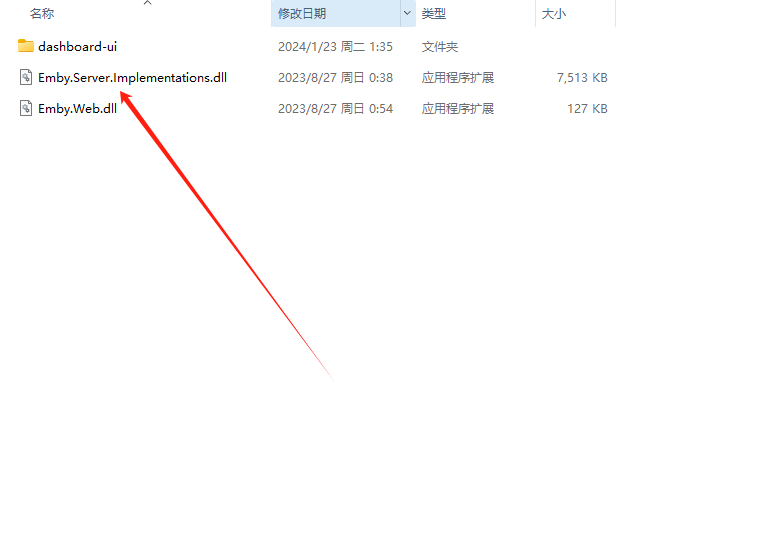 名称 修改日期 类型 大小
dashboard-ui 2024/1/23 周二 1:35 文件夹
Emby.Server.Implementations.dll 2023/8/27 周日 0:38 应用程序扩展 7,513 KB
Emby.Web.dll 2023/8/27 周日 0:54 应用程序扩展 127 KB